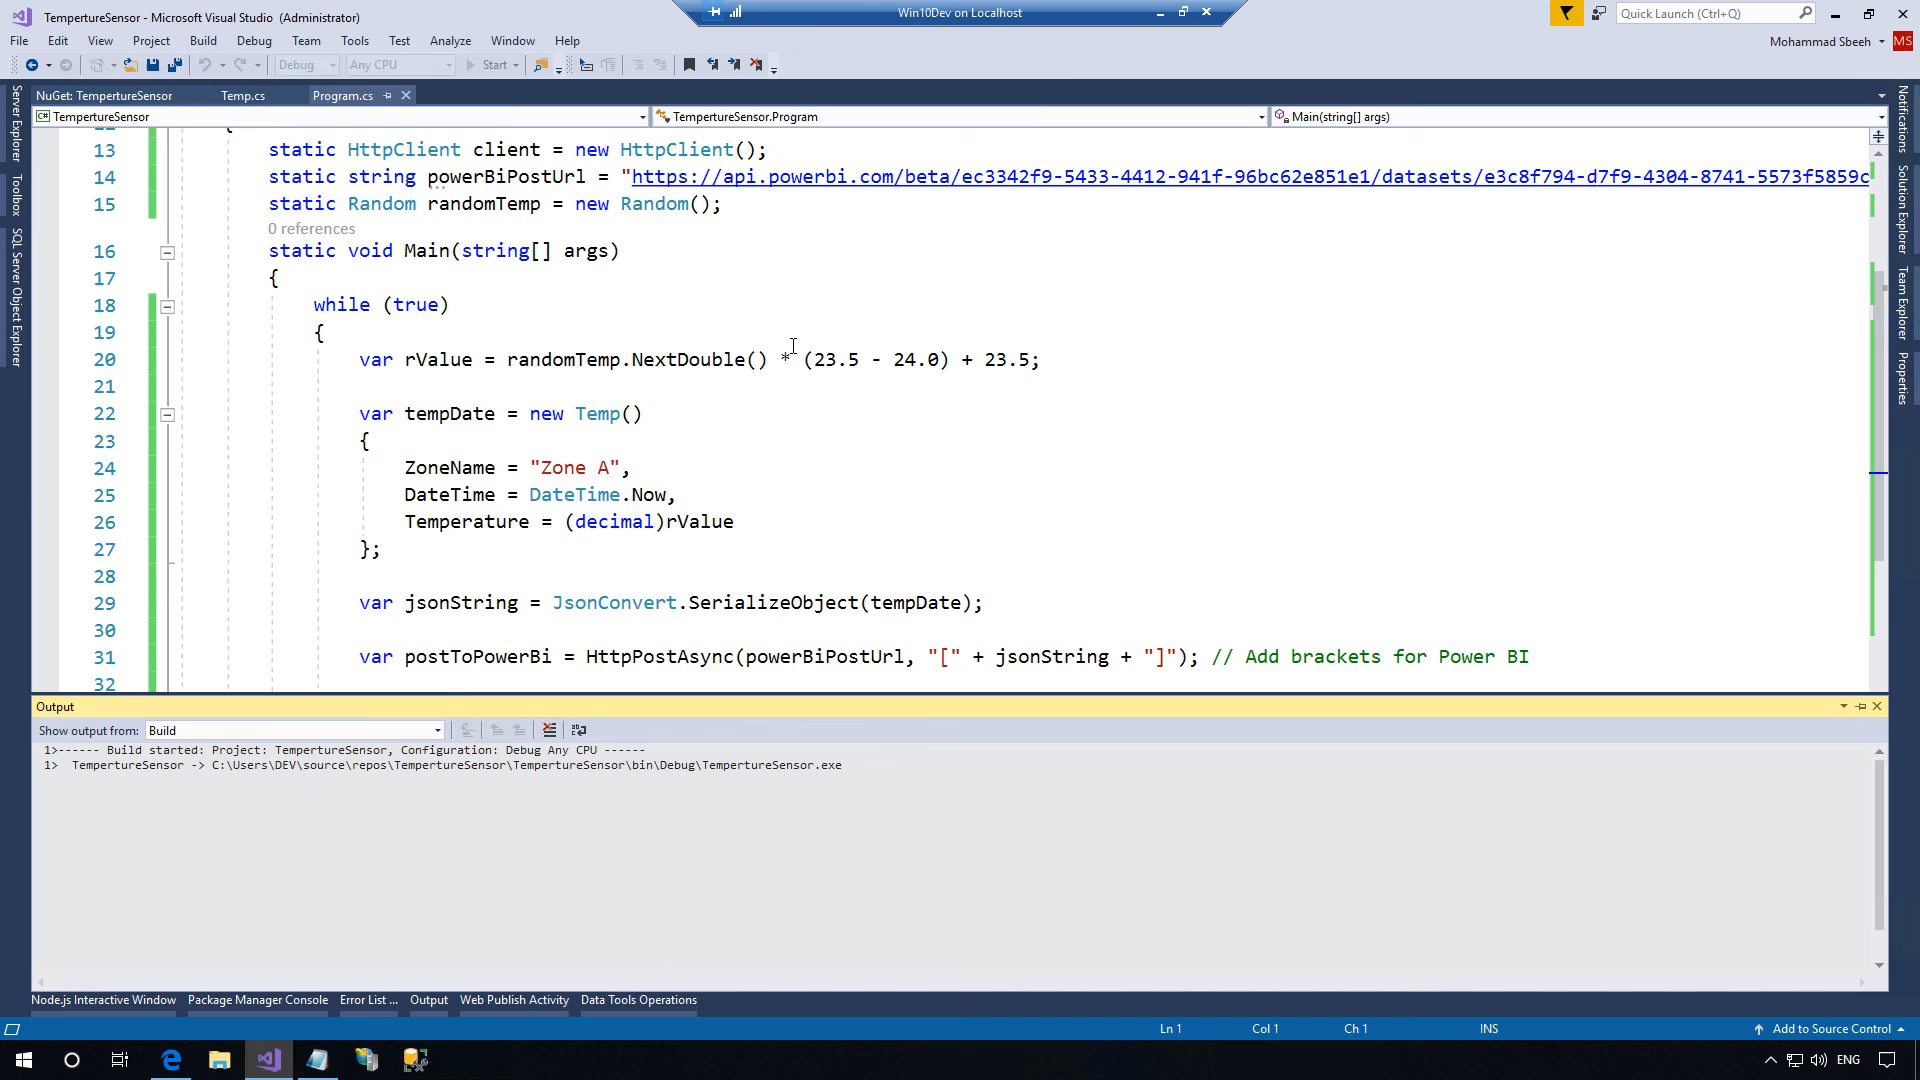 TempertureSensor - Microsoft Visual Studio (Administrator)
Win10Dev on Localhost
Quick Launch (Ctrl+Q)
File Edit View Project Build Debug Team Tools Test Analyze Window Help
Mohammad Sbeeh MS
Debug Any CPU Start
NuGet: TempertureSensor Temp.cs Program.cs
TempertureSensor TempertureSensor.Program Main(string[] args)
Server Explorer
Toolbox
SQL Server Object Explorer
13 static HttpClient client = new HttpClient();
14 static string powerBiPostUrl = "https://api.powerbi.com/beta/ec3342f9-5433-4412-941f-96bc62e851e1/datasets/e3c8f794-d7f9-4304-8741-5573f5859c
15 static Random randomTemp = new Random();
0 references
16 static void Main(string[] args)
17 {
18 while (true)
19 {
20 var rValue = randomTemp.NextDouble() * (23.5 - 24.0) + 23.5;
21
22 var tempDate = new Temp()
23 {
24 ZoneName = "Zone A",
25 DateTime = DateTime.Now,
26 Temperature = (decimal)rValue
27 };
28
29 var jsonString = JsonConvert.SerializeObject(tempDate);
30
31 var postToPowerBi = HttpPostAsync(powerBiPostUrl, "[" + jsonString + "]"); // Add brackets for Power BI
32
Notifications
Solution Explorer
Team Explorer
Properties
Output
Show output from: Build
1>------ Build started: Project: TempertureSensor, Configuration: Debug Any CPU ------
1>  TempertureSensor -> C:\Users\DEV\source\repos\TempertureSensor\TempertureSensor\bin\Debug\TempertureSensor.exe
Node.js Interactive Window Package Manager Console Error List ... Output Web Publish Activity Data Tools Operations
Ln 1 Col 1 Ch 1 INS Add to Source Control
ENG